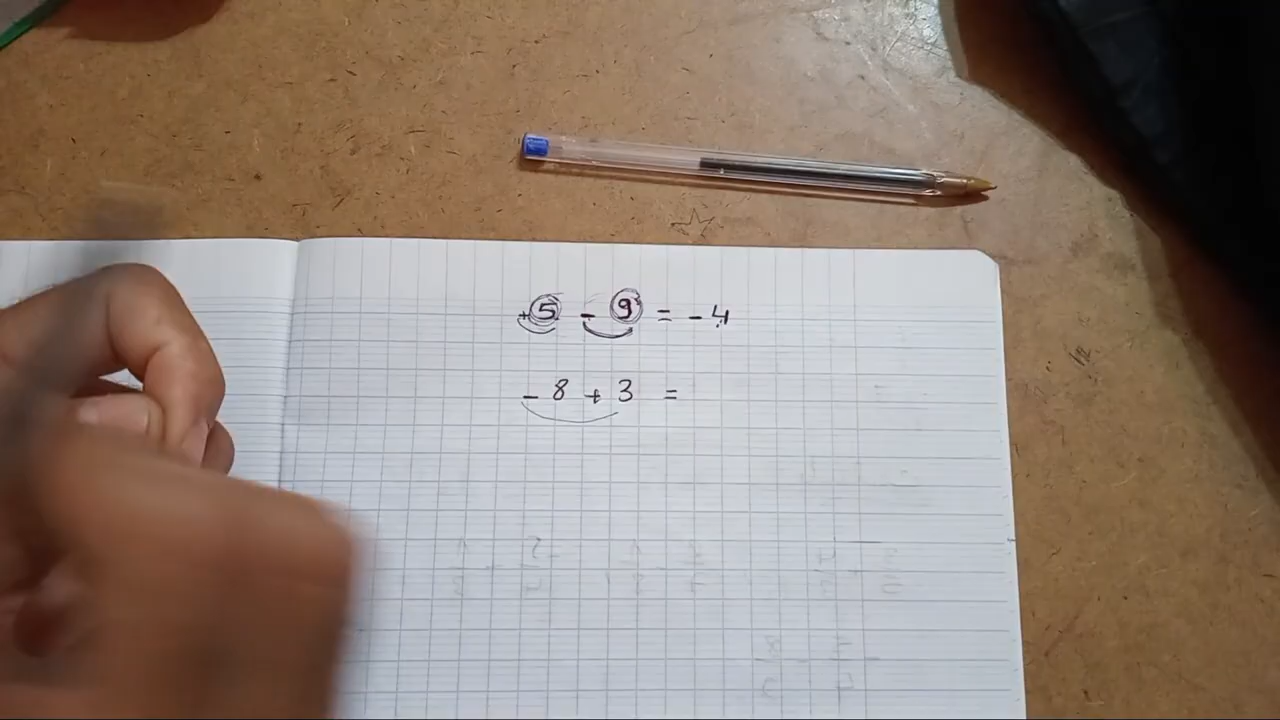 +5 - 9 = - 4
- 8 + 3 =